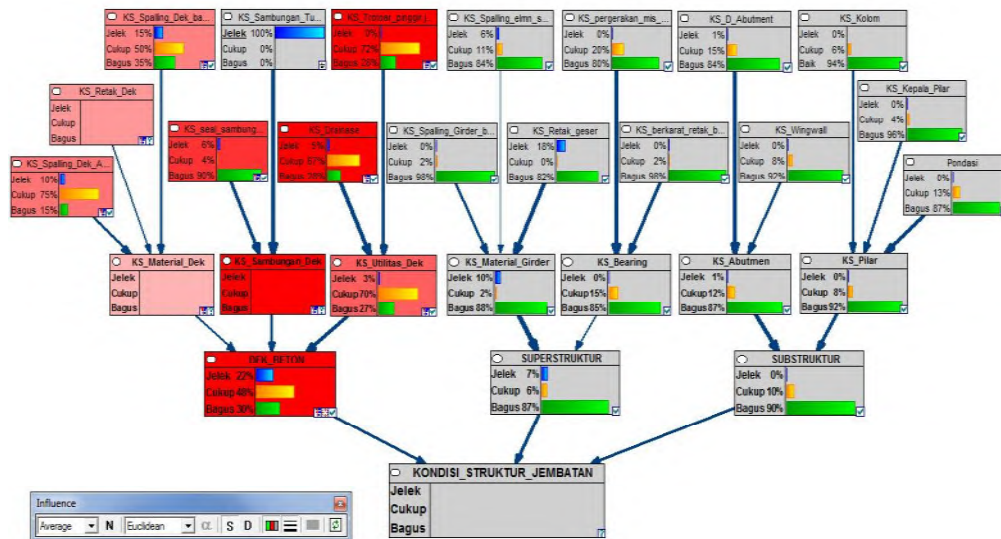 KS_Spalling_Dek_ba...
Jelek 15%
Cukup 50%
Bagus 35%
KS_Sambungan_Tu...
Jelek 100%
Cukup 0%
Bagus 0%
Jelek 0%
Cukup 72%
Bagus 28%
KS_Spalling_elmn_s...
Jelek 6%
Cukup 11%
Bagus 84%
KS_pergerakan_mis_...
Jelek 0%
Cukup 20%
Bagus 80%
KS_D_Abutment
Jelek 1%
Cukup 15%
Bagus 84%
KS_Kolom
Jelek 0%
Cukup 6%
Baik 94%
KS_Retak_Dek
Jelek
Cukup
Bagus
KS_seal_sambung...
Jelek 6%
Cukup 4%
Bagus 90%
KS_Drainase
Jelek 5%
Cukup 67%
Bagus 28%
KS_Spalling_Girder_b...
Jelek 0%
Cukup 2%
Bagus 98%
KS_Retak_geser
Jelek 18%
Cukup 0%
Bagus 82%
KS_berkarat_retak_b...
Jelek 0%
Cukup 2%
Bagus 98%
KS_Wingwall
Jelek 0%
Cukup 8%
Bagus 92%
KS_Kepala_Pilar
Jelek 0%
Cukup 4%
Bagus 96%
KS_Spalling_Dek_A...
Jelek 10%
Cukup 75%
Bagus 15%
Pondasi
Jelek 0%
Cukup 13%
Bagus 87%
KS_Material_Dek
Jelek
Cukup
Bagus
KS_Sambungan_Dek
Jelek
Cukup
Bagus
KS_Utilitas_Dek
Jelek 3%
Cukup 70%
Bagus 27%
KS_Material_Girder
Jelek 10%
Cukup 2%
Bagus 88%
KS_Bearing
Jelek 0%
Cukup 15%
Bagus 85%
KS_Abutmen
Jelek 1%
Cukup 12%
Bagus 87%
KS_Pilar
Jelek 0%
Cukup 8%
Bagus 92%
DEK_BETON
Jelek 22%
Cukup 48%
Bagus 30%
SUPERSTRUKTUR
Jelek 7%
Cukup 6%
Bagus 87%
SUBSTRUKTUR
Jelek 0%
Cukup 10%
Bagus 90%
KONDISI_STRUKTUR_JEMBATAN
Jelek
Cukup
Bagus
Influence
Average N Euclidean α S D